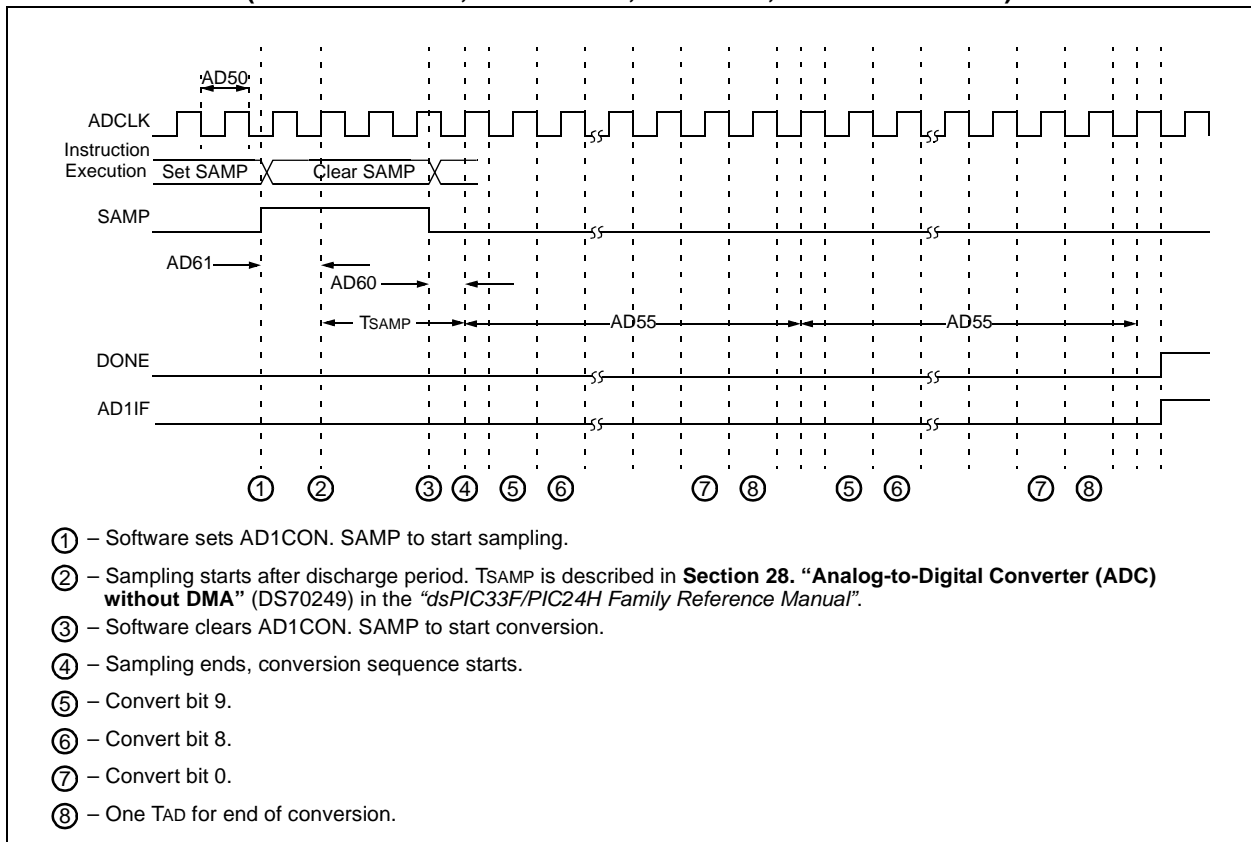 AD50
ADCLK
Instruction
Execution Set SAMP Clear SAMP
SAMP
AD61
AD60
TSAMP AD55 AD55
DONE
AD1IF
1 2 3 4 5 6 7 8 5 6 7 8
1 – Software sets AD1CON. SAMP to start sampling.
2 – Sampling starts after discharge period. TSAMP is described in Section 28. “Analog-to-Digital Converter (ADC)
without DMA” (DS70249) in the “dsPIC33F/PIC24H Family Reference Manual”.
3 – Software clears AD1CON. SAMP to start conversion.
4 – Sampling ends, conversion sequence starts.
5 – Convert bit 9.
6 – Convert bit 8.
7 – Convert bit 0.
8 – One TAD for end of conversion.